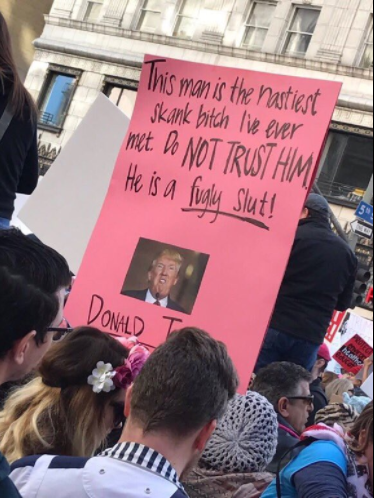 This man is the nastiest
skank bitch I've ever
met. Do NOT TRUST HIM.
He is a fugly slut!
DONALD T
5th